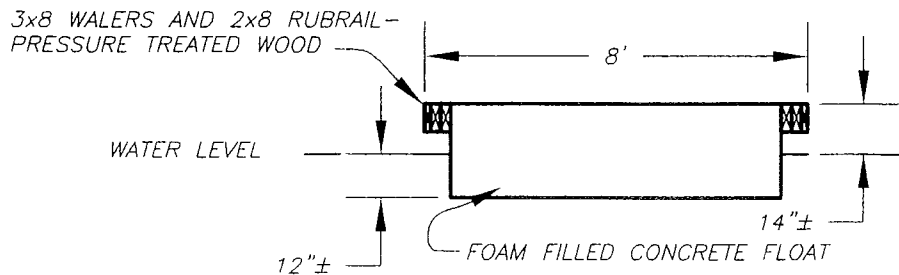 3x8 WALERS AND 2x8 RUBRAIL-
PRESSURE TREATED WOOD
8'
WATER LEVEL
14"±
12"±
FOAM FILLED CONCRETE FLOAT